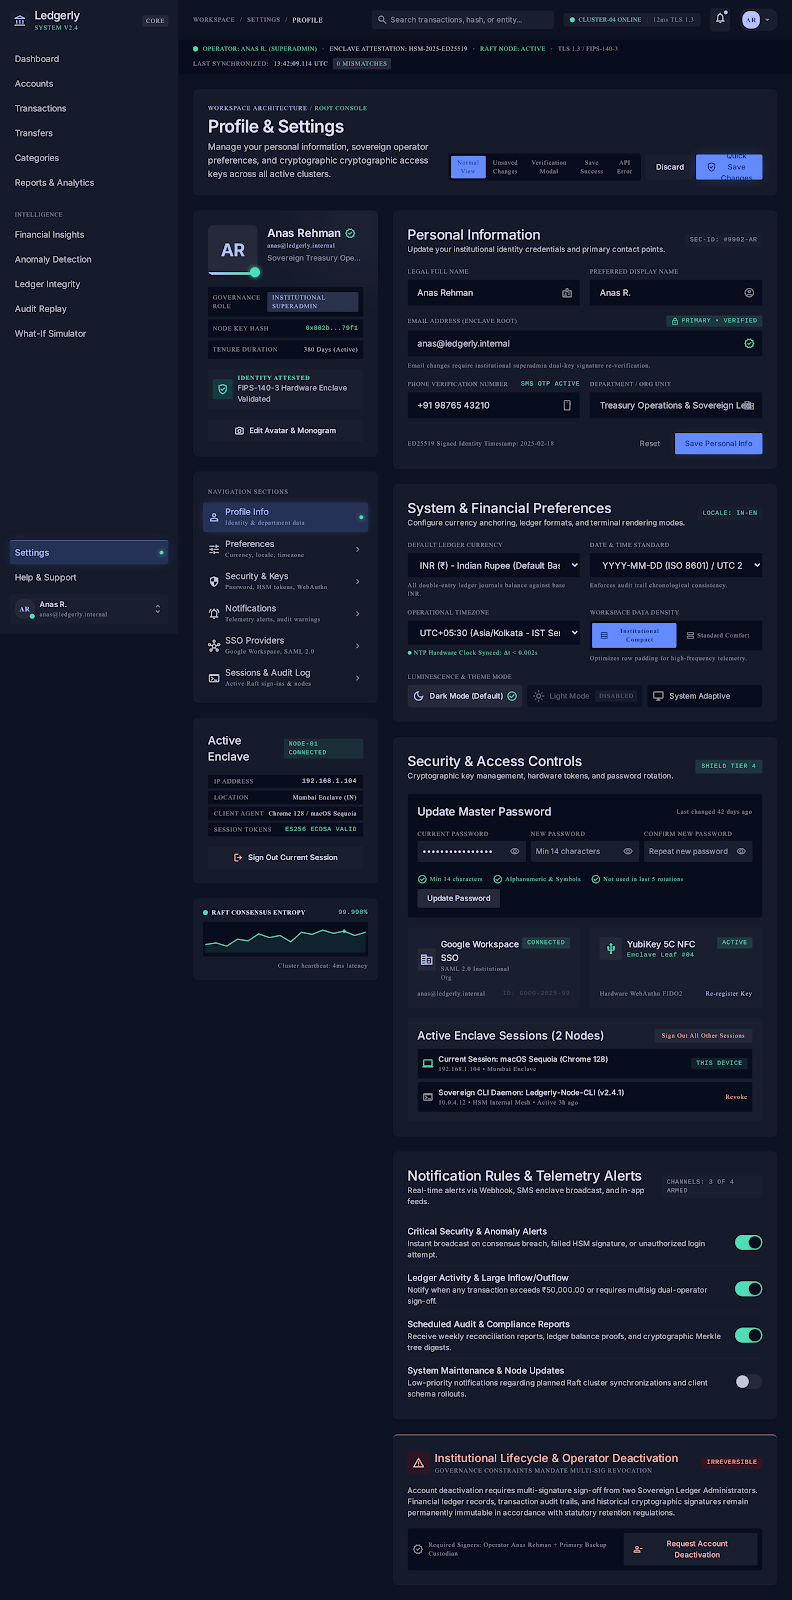 Ledgerly
SYSTEM V2.4
CORE
Dashboard
Accounts
Transactions
Transfers
Categories
Reports & Analytics
INTELLIGENCE
Financial Insights
Anomaly Detection
Ledger Integrity
Audit Replay
What-If Simulator
Settings
Help & Support
AR
Anas R.
anas@ledgerly.internal
WORKSPACE / SETTINGS / PROFILE
Search transactions, hash, or entity...
CLUSTER-04 ONLINE | 12ms TLS 1.3
AR
OPERATOR: ANAS R. (SUPERADMIN) • ENCLAVE ATTESTATION: HSM-2025-ED25519 • RAFT NODE: ACTIVE • TLS 1.3 / FIPS-140-3
LAST SYNCHRONIZED: 13:42:09.114 UTC 0 MISMATCHES
WORKSPACE ARCHITECTURE / ROOT CONSOLE
Profile & Settings
Manage your personal information, sovereign operator
preferences, and cryptographic cryptographic access
keys across all active clusters.
Normal
View
Unsaved
Changes
Verification
Modal
Save
Success
API
Error
Discard
Quick
Save
Changes
AR
Anas Rehman
anas@ledgerly.internal
Sovereign Treasury Ope...
GOVERNANCE
ROLE
INSTITUTIONAL
SUPERADMIN
NODE KEY HASH 0x882b...79f1
TENURE DURATION 380 Days (Active)
IDENTITY ATTESTED
FIPS-140-3 Hardware Enclave
Validated
Edit Avatar & Monogram
NAVIGATION SECTIONS
Profile Info
Identity & department data
Preferences
Currency, locale, timezone
Security & Keys
Password, HSM tokens, WebAuthn
Notifications
Telemetry alerts, audit warnings
SSO Providers
Google Workspace, SAML 2.0
Sessions & Audit Log
Active Raft sign-ins & nodes
Active
Enclave
NODE-01
CONNECTED
IP ADDRESS 192.168.1.104
LOCATION Mumbai Enclave (IN)
CLIENT AGENT Chrome 128 / macOS Sequoia
SESSION TOKENS ES256 ECDSA VALID
Sign Out Current Session
RAFT CONSENSUS ENTROPY 99.998%
Cluster heartbeat: 4ms latency
Personal Information
Update your institutional identity credentials and primary contact points.
SEC-ID: #9902-AR
LEGAL FULL NAME
Anas Rehman
PREFERRED DISPLAY NAME
Anas R.
EMAIL ADDRESS (ENCLAVE ROOT)
PRIMARY • VERIFIED
anas@ledgerly.internal
Email changes require institutional superadmin dual-key signature re-verification.
PHONE VERIFICATION NUMBER SMS OTP ACTIVE
+91 98765 43210
DEPARTMENT / ORG UNIT
Treasury Operations & Sovereign
ED25519 Signed Identity Timestamp: 2025-02-18
Reset
Save Personal Info
System & Financial Preferences
Configure currency anchoring, ledger formats, and terminal rendering modes.
LOCALE: IN-EN
DEFAULT LEDGER CURRENCY
INR (₹) - Indian Rupee (Default Bas
All double-entry ledger journals balance against base
INR.
DATE & TIME STANDARD
YYYY-MM-DD (ISO 8601) / UTC 2
Enforces audit trail chronological consistency.
OPERATIONAL TIMEZONE
UTC+05:30 (Asia/Kolkata - IST Ser
NTP Hardware Clock Synced: Δt < 0.002s
WORKSPACE DATA DENSITY
Institutional
Compact
Standard Comfort
Optimizes row padding for high-frequency telemetry.
LUMINESCENCE & THEME MODE
Dark Mode (Default)
Light Mode DISABLED
System Adaptive
Security & Access Controls
Cryptographic key management, hardware tokens, and password rotation.
SHIELD TIER 4
Update Master Password
Last changed 42 days ago
CURRENT PASSWORD
••••••••••••••••
NEW PASSWORD
Min 14 characters
CONFIRM NEW PASSWORD
Repeat new password
Min 14 characters
Alphanumeric & Symbols
Not used in last 5 rotations
Update Password
Google Workspace
SSO
CONNECTED
SAML 2.0 Institutional
Org
anas@ledgerly.internal
YubiKey 5C NFC
ACTIVE
Enclave Leaf #04
Hardware WebAuthn FIDO2
Re-register Key
Active Enclave Sessions (2 Nodes)
Sign Out All Other Sessions
Current Session: macOS Sequoia (Chrome 128)
192.168.1.104 • Mumbai Enclave
THIS DEVICE
Sovereign CLI Daemon: Ledgerly-Node-CLI (v2.4.1)
10.0.4.12 • HSM Internal Mesh • Active 3h ago
Revoke
Notification Rules & Telemetry Alerts
Real-time alerts via Webhook, SMS enclave broadcast, and in-app
feeds.
CHANNELS: 3 OF 4
ARMED
Critical Security & Anomaly Alerts
Instant broadcast on consensus breach, failed HSM signature, or unauthorized login
attempt.
Ledger Activity & Large Inflow/Outflow
Notify when any transaction exceeds ₹50,000.00 or requires multisig dual-operator
sign-off.
Scheduled Audit & Compliance Reports
Receive weekly reconciliation reports, ledger balance proofs, and cryptographic Merkle
tree digests.
System Maintenance & Node Updates
Low-priority notifications regarding planned Raft cluster synchronizations and client
schema rollouts.
Institutional Lifecycle & Operator Deactivation
GOVERNANCE CONSTRAINTS MANDATE MULTI-SIG REVOCATION
IRREVERSIBLE
Account deactivation requires multi-signature sign-off from two Sovereign Ledger Administrators.
Financial ledger records, transaction audit trails, and historical cryptographic signatures remain
permanently immutable in accordance with statutory retention regulations.
Required Signers: Operator Anas Rehman + Primary Backup
Custodian
Request Account
Deactivation